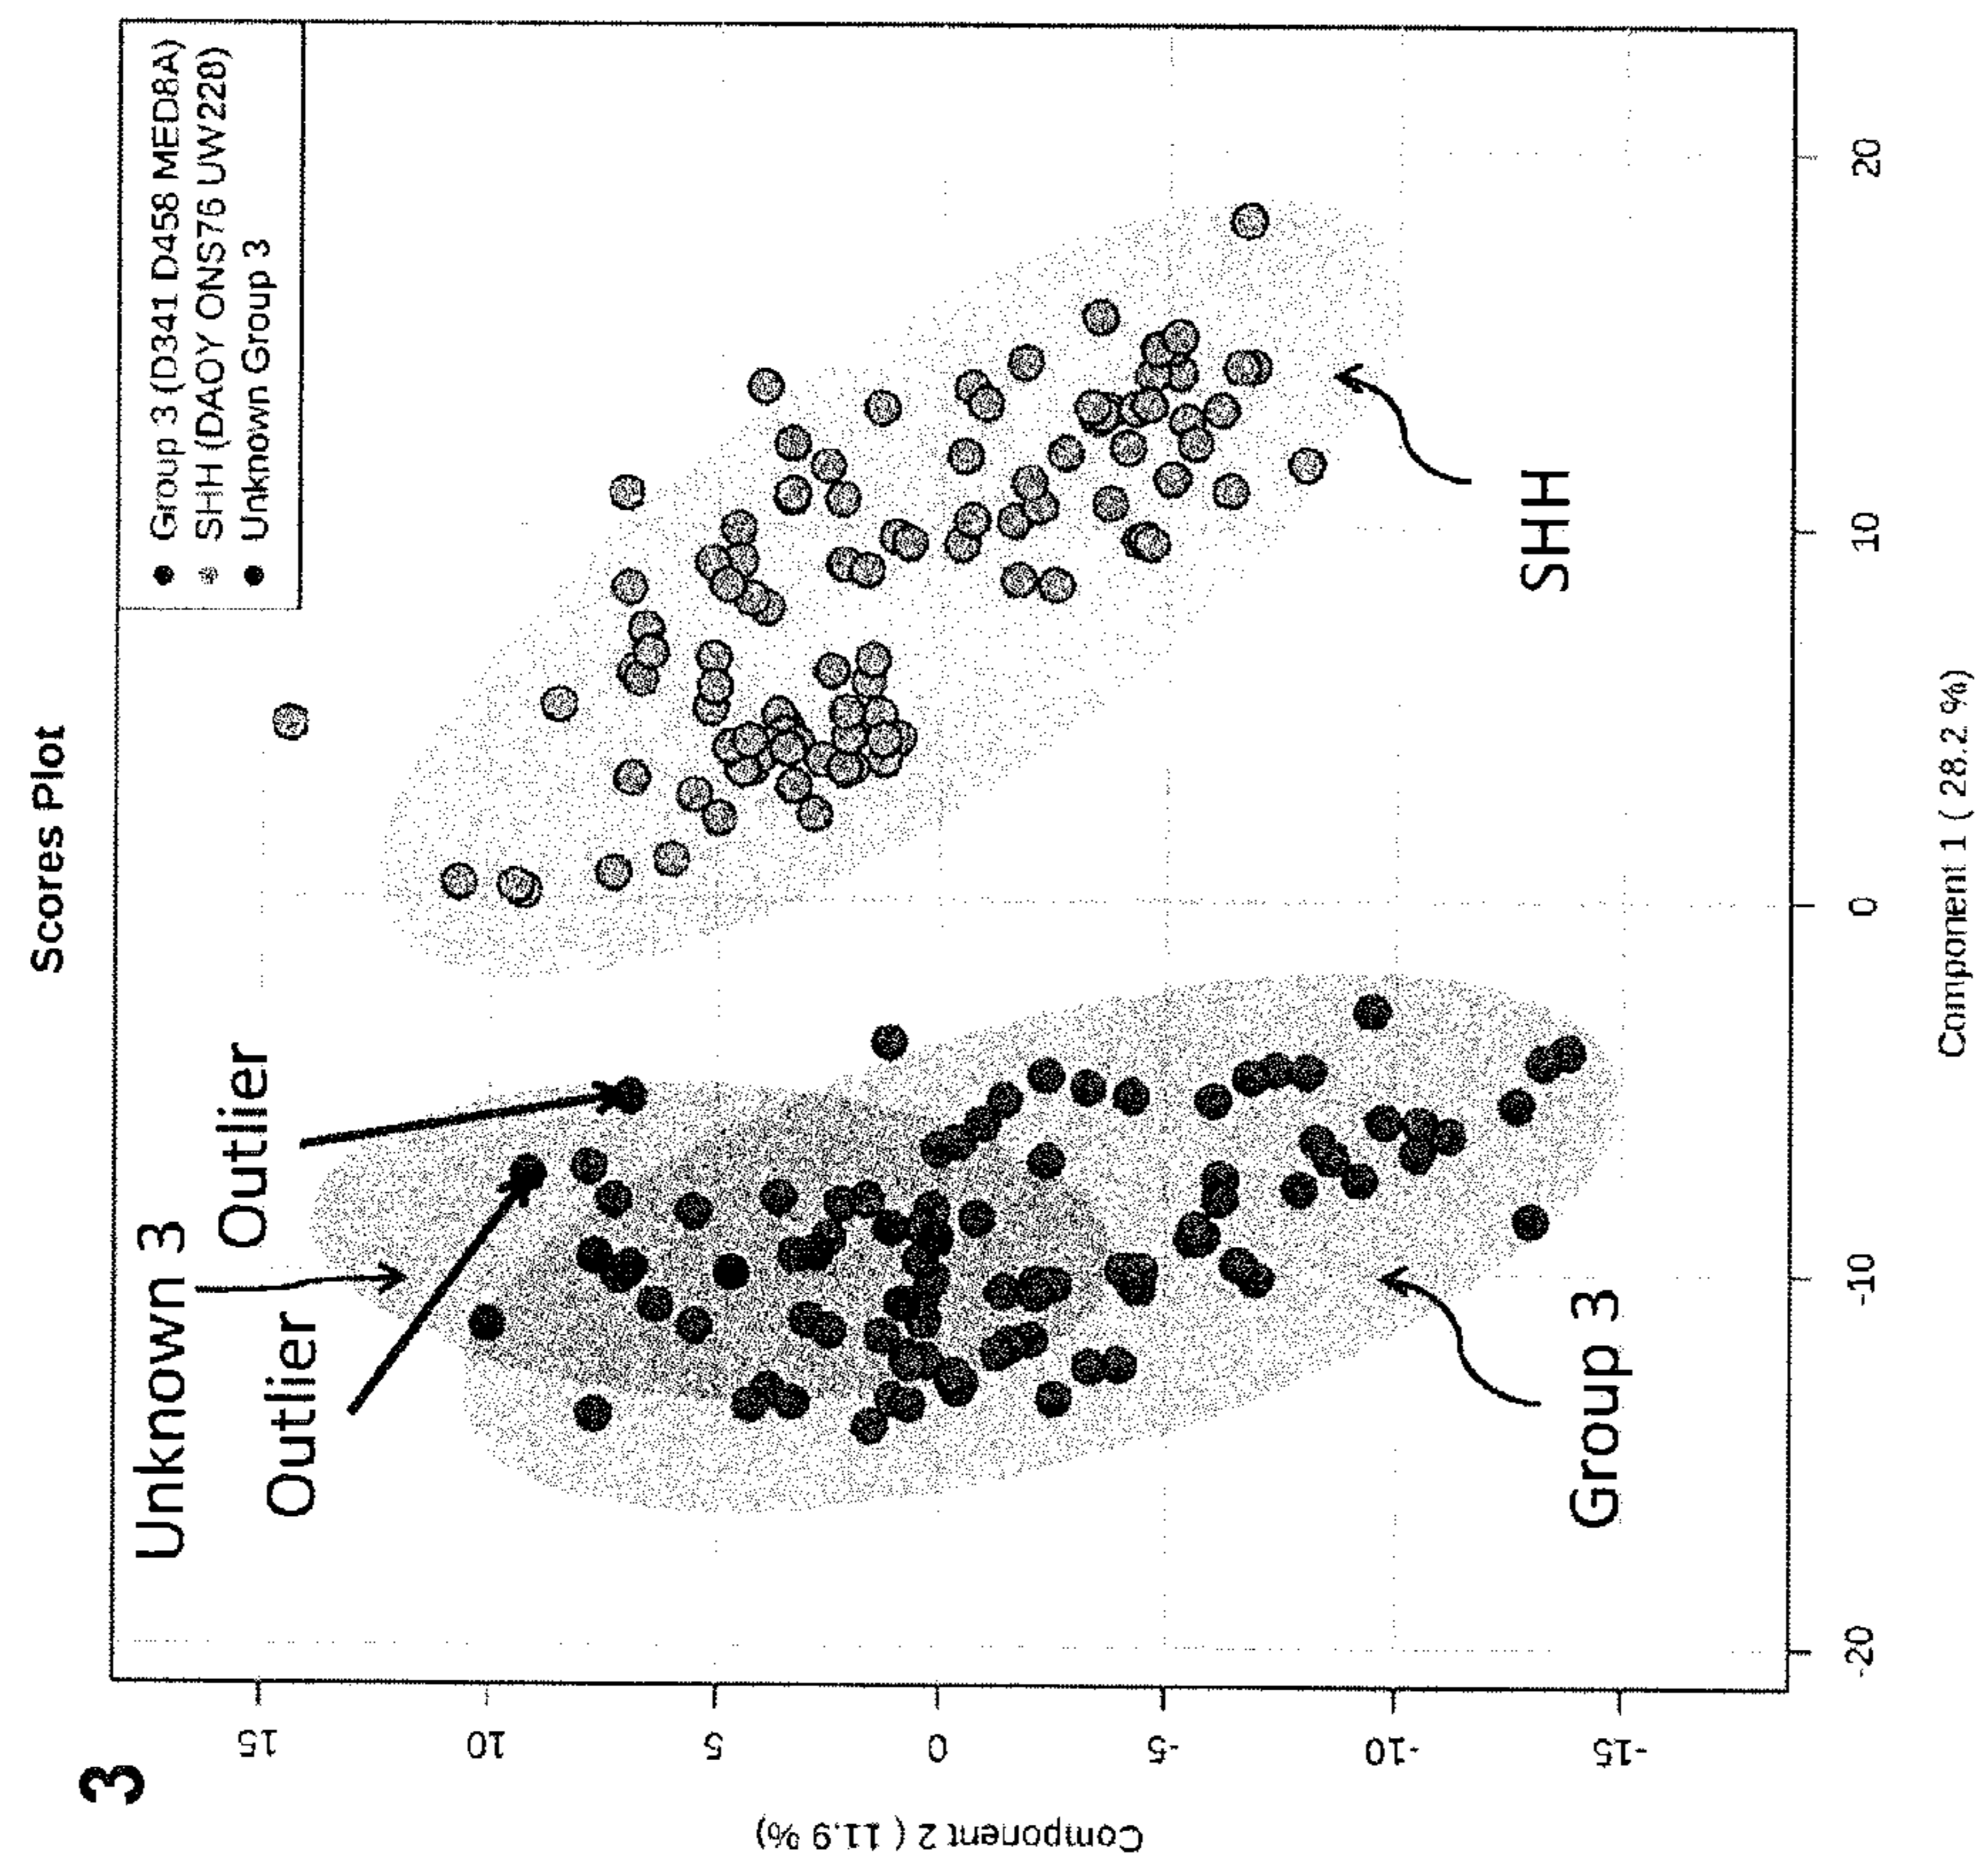 3
Scores Plot
Group 3 (D341 D458 MED8A)
SHH (DAOY ONS76 UW228)
Unknown Group 3
Unknown 3
Outlier
Outlier
SHH
Group 3
Component 2 ( 11.9 %)
15
10
5
0
-5
-10
-15
-20
-10
0
10
20
Component 1 ( 28.2 %)